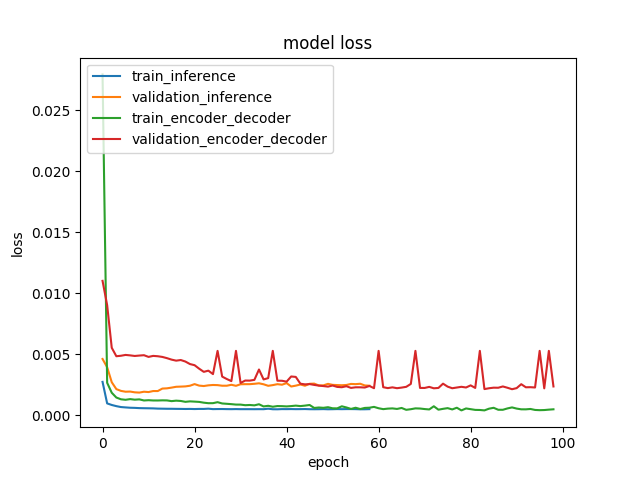 model loss
train_inference
validation_inference
train_encoder_decoder
validation_encoder_decoder
loss
0.025
0.020
0.015
0.010
0.005
0.000
0 20 40 60 80 100
epoch